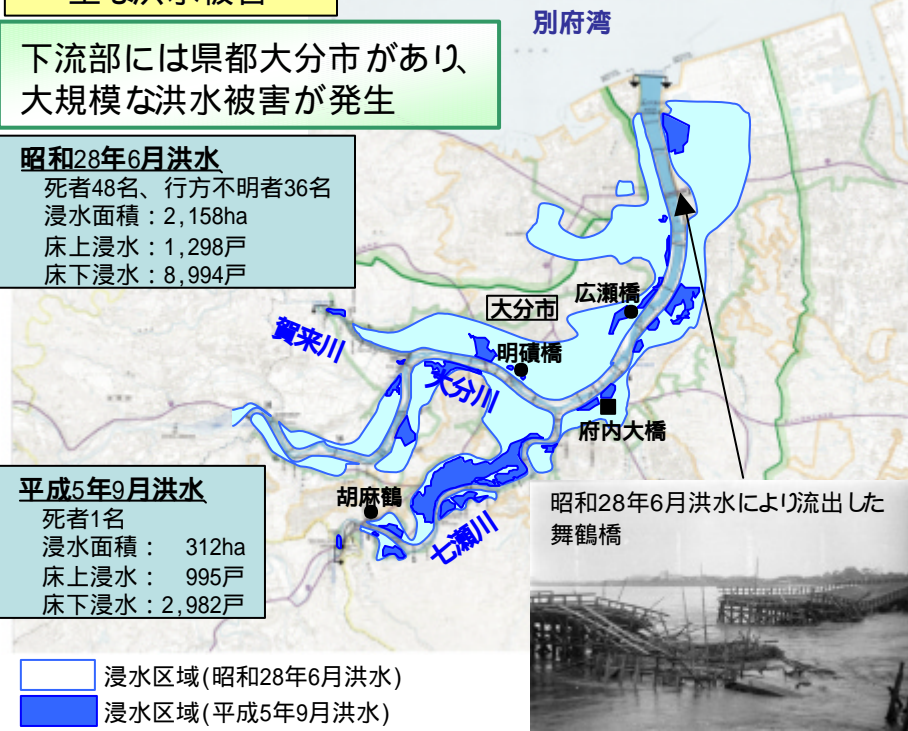 主な洪水被害
別府湾
下流部には県都大分市があり、
大規模な洪水被害が発生
昭和28年6月洪水
死者48名、行方不明者36名
浸水面積：2,158ha
床上浸水：1,298戸
床下浸水：8,994戸
大分市
広瀬橋
賀来川
明磧橋
大分川
府内大橋
平成5年9月洪水
死者1名
浸水面積： 312ha
床上浸水： 995戸
床下浸水：2,982戸
胡麻鶴
七瀬川
昭和28年6月洪水により流出した
舞鶴橋
浸水区域(昭和28年6月洪水)
浸水区域(平成5年9月洪水)